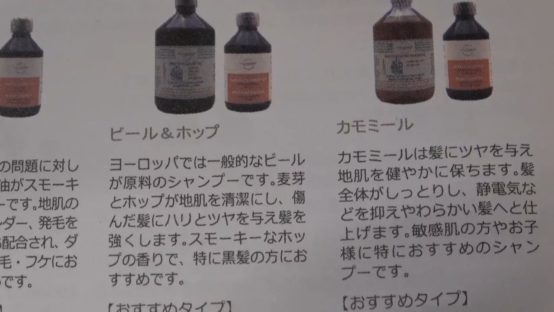 の問題に対し
油がスモーキ
ーです。地肌の
ンダー、発毛を
配合され、ダ
毛・フケにお
です。
】
ビール＆ホップ
ヨーロッパでは一般的なビール
が原料のシャンプーです。麦芽
とホップが地肌を清潔にし、傷
んだ髪にハリとツヤを与え髪を
強くします。スモーキーなホッ
プの香りで、特に黒髪の方にお
すすめです。
【おすすめタイプ】
カモミール
カモミールは髪にツヤを与え
地肌を健やかに保ちます。髪
全体がしっとりし、静電気な
どを抑えやわらかい髪へと仕
上げます。敏感肌の方やお子
様に特におすすめのシャン
プーです。
【おすすめタイプ】